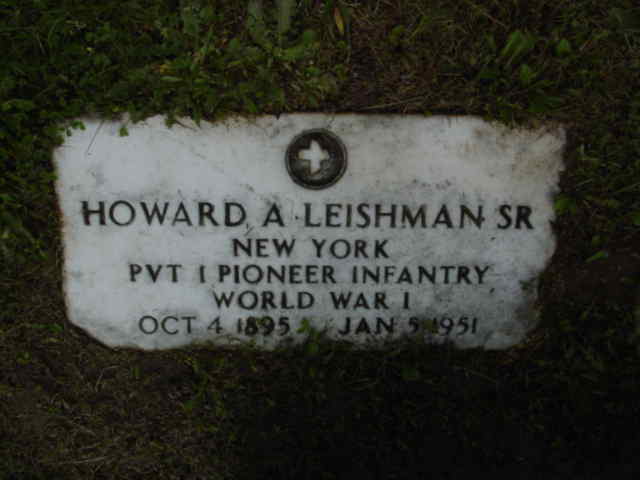 HOWARD A LEISHMAN SR
NEW YORK
PVT 1 PIONEER INFANTRY
WORLD WAR I
OCT 4 1895 JAN 5 1951